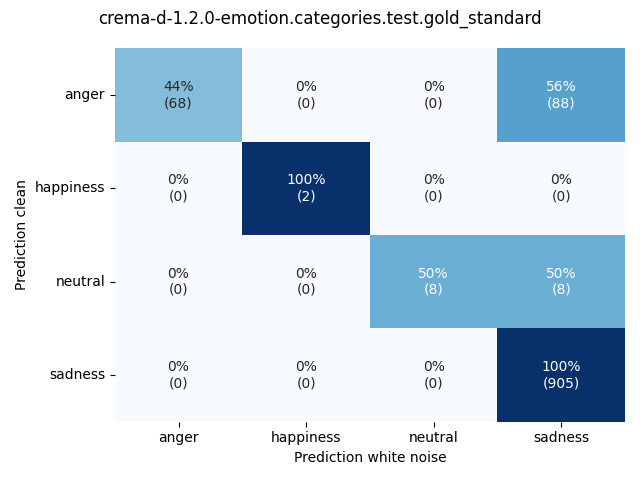 crema-d-1.2.0-emotion.categories.test.gold_standard
Prediction clean
anger
44% 0% 0% 56%
(68) (0) (0) (88)
happiness
0% 100% 0% 0%
(0) (2) (0) (0)
neutral
0% 0% 50% 50%
(0) (0) (8) (8)
sadness
0% 0% 0% 100%
(0) (0) (0) (905)
anger happiness neutral sadness
Prediction white noise